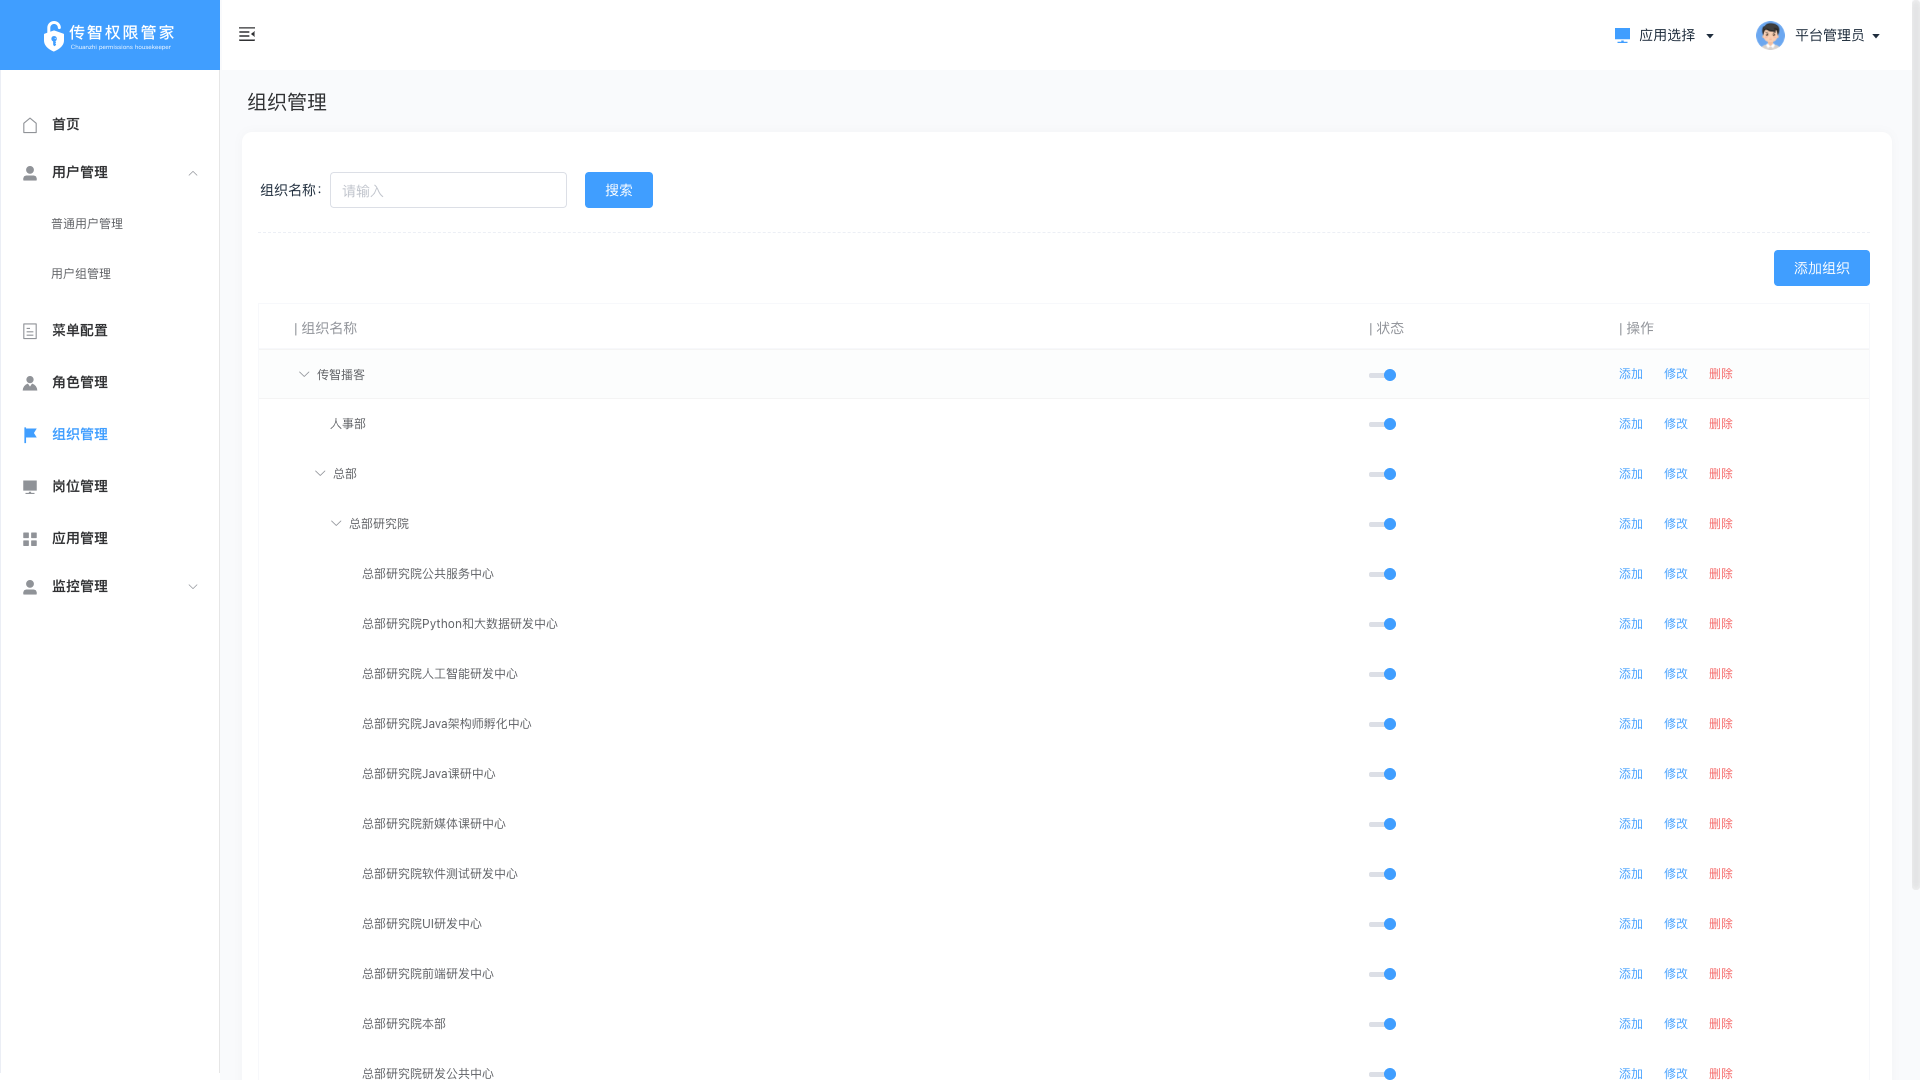 传智权限管家
Chuanzhi permissions housekeeper
应用选择
平台管理员
首页
用户管理
普通用户管理
用户组管理
菜单配置
角色管理
组织管理
岗位管理
应用管理
监控管理
组织管理
组织名称: 请输入 搜索
添加组织
| 组织名称 | 状态 | 操作
传智播客 添加 修改 删除
人事部 添加 修改 删除
总部 添加 修改 删除
总部研究院 添加 修改 删除
总部研究院公共服务中心 添加 修改 删除
总部研究院Python和大数据研发中心 添加 修改 删除
总部研究院人工智能研发中心 添加 修改 删除
总部研究院Java架构师孵化中心 添加 修改 删除
总部研究院Java课研中心 添加 修改 删除
总部研究院新媒体课研中心 添加 修改 删除
总部研究院软件测试研发中心 添加 修改 删除
总部研究院UI研发中心 添加 修改 删除
总部研究院前端研发中心 添加 修改 删除
总部研究院本部 添加 修改 删除
总部研究院研发公共中心 添加 修改 删除